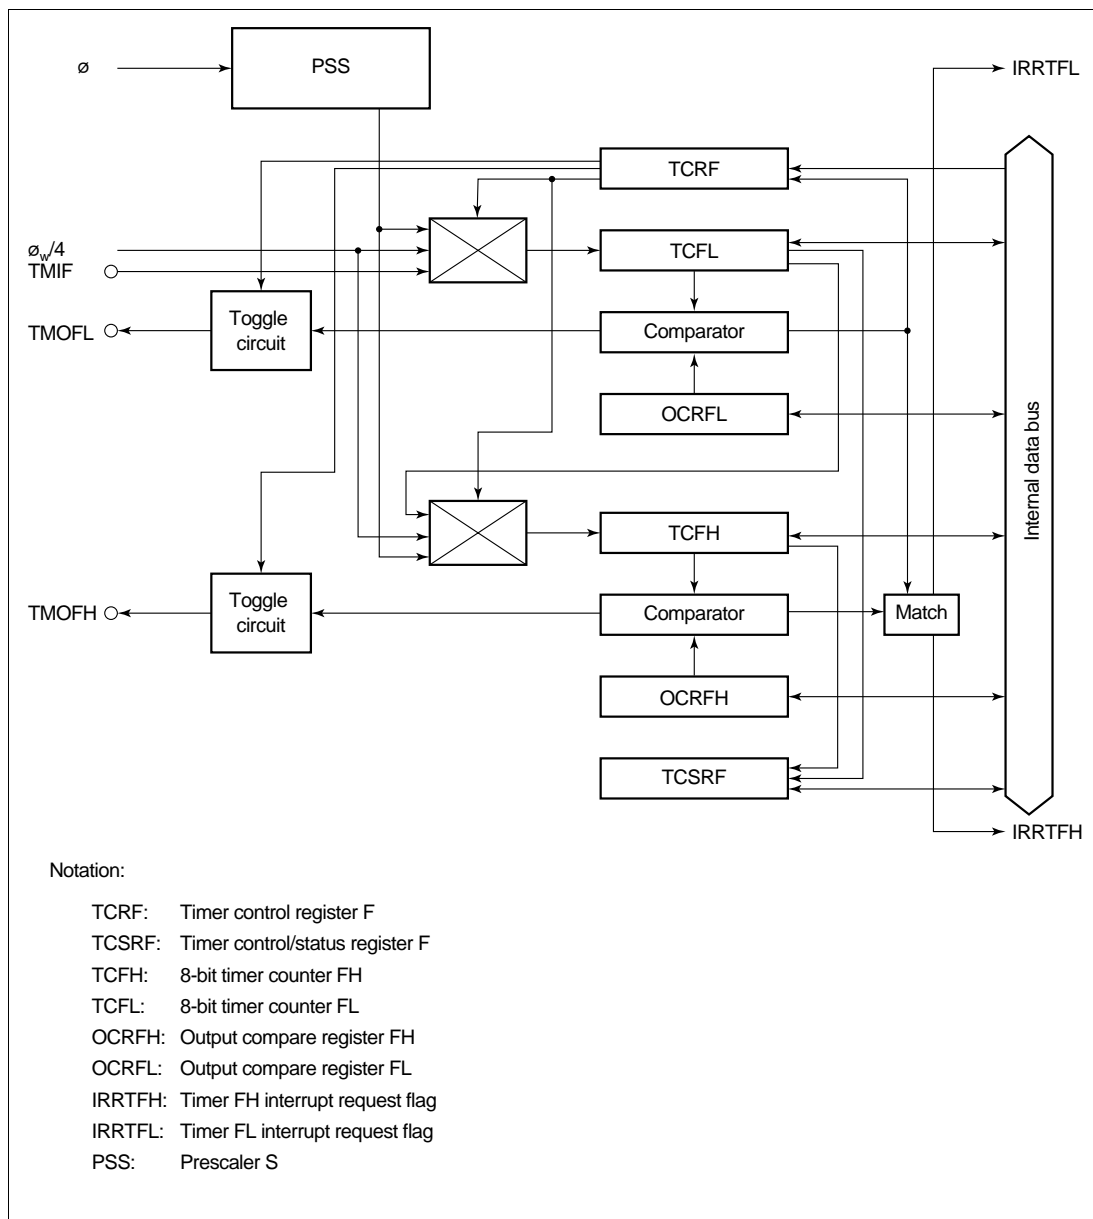 ø
PSS
IRRTFL
TCRF
øw/4
TMIF
TCFL
TMOFL
Toggle
circuit
Comparator
OCRFL
Internal data bus
TCFH
TMOFH
Toggle
circuit
Comparator
Match
OCRFH
TCSRF
IRRTFH
Notation:
TCRF: Timer control register F
TCSRF: Timer control/status register F
TCFH: 8-bit timer counter FH
TCFL: 8-bit timer counter FL
OCRFH: Output compare register FH
OCRFL: Output compare register FL
IRRTFH: Timer FH interrupt request flag
IRRTFL: Timer FL interrupt request flag
PSS: Prescaler S